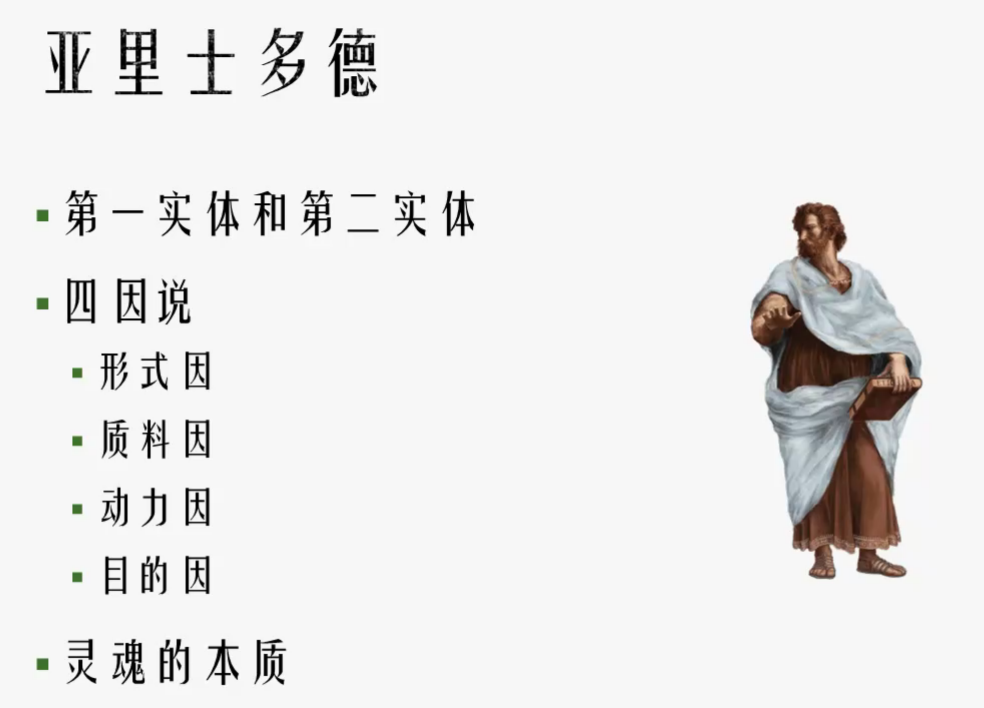 亚里士多德
第一实体和第二实体
四因说
形式因
质料因
动力因
目的因
灵魂的本质